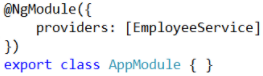 @NgModule({
    providers: [EmployeeService]
})
export class AppModule { }